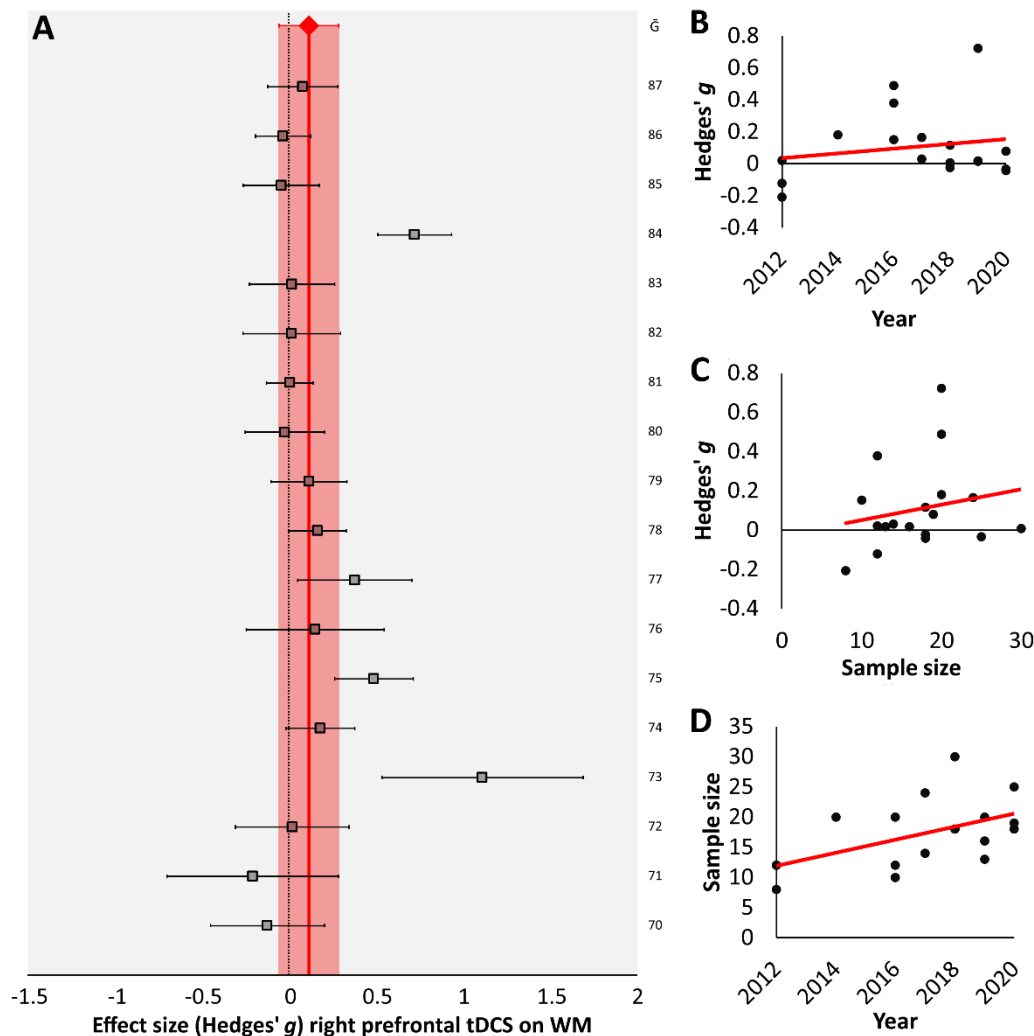 A
Ḡ
87
86
85
84
83
82
81
80
79
78
77
76
75
74
73
72
71
70
-1.5 -1 -0.5 0 0.5 1 1.5 2
Effect size (Hedges' g) right prefrontal tDCS on WM
B
0.8
0.6
0.4
0.2
0
-0.2
-0.4
Hedges' g
2012 2014 2016 2018 2020
Year
C
0.8
0.6
0.4
0.2
0
-0.2
-0.4
Hedges' g
0 10 20 30
Sample size
D
35
30
25
20
15
10
5
0
Sample size
2012 2014 2016 2018 2020
Year